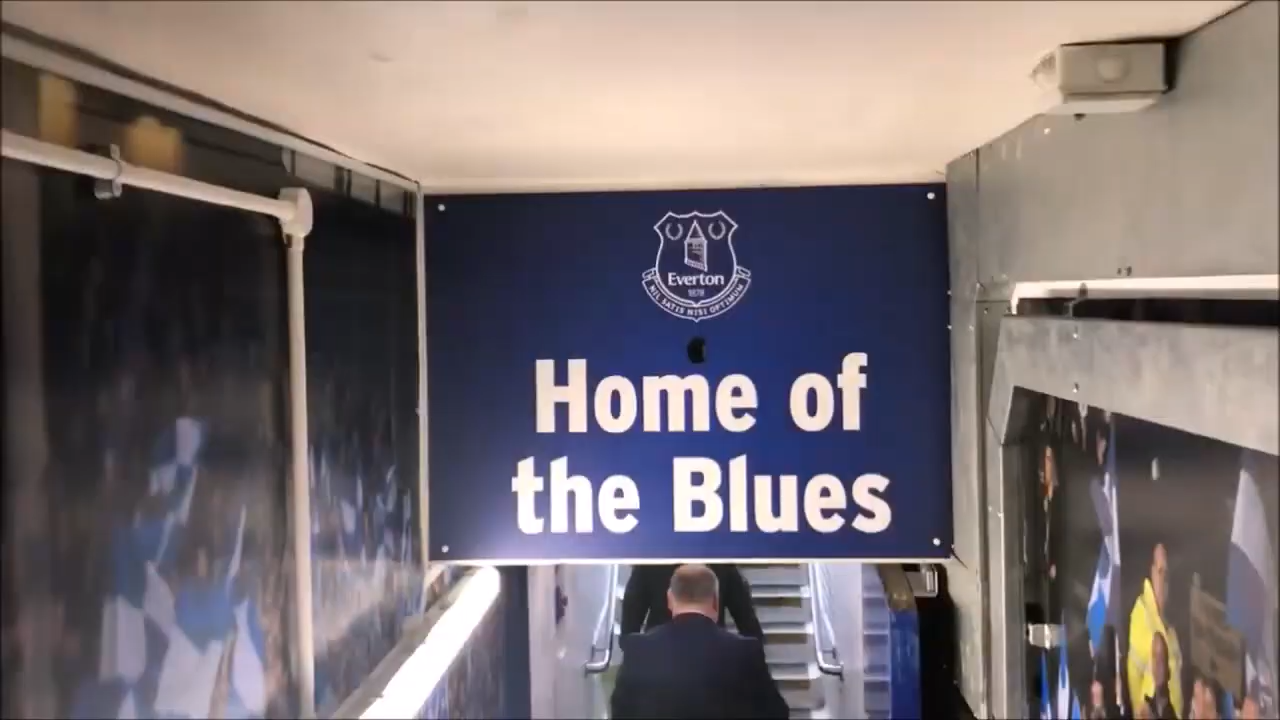 Everton
1878
NIL SATIS NISI OPTIMUM
Home of
the Blues